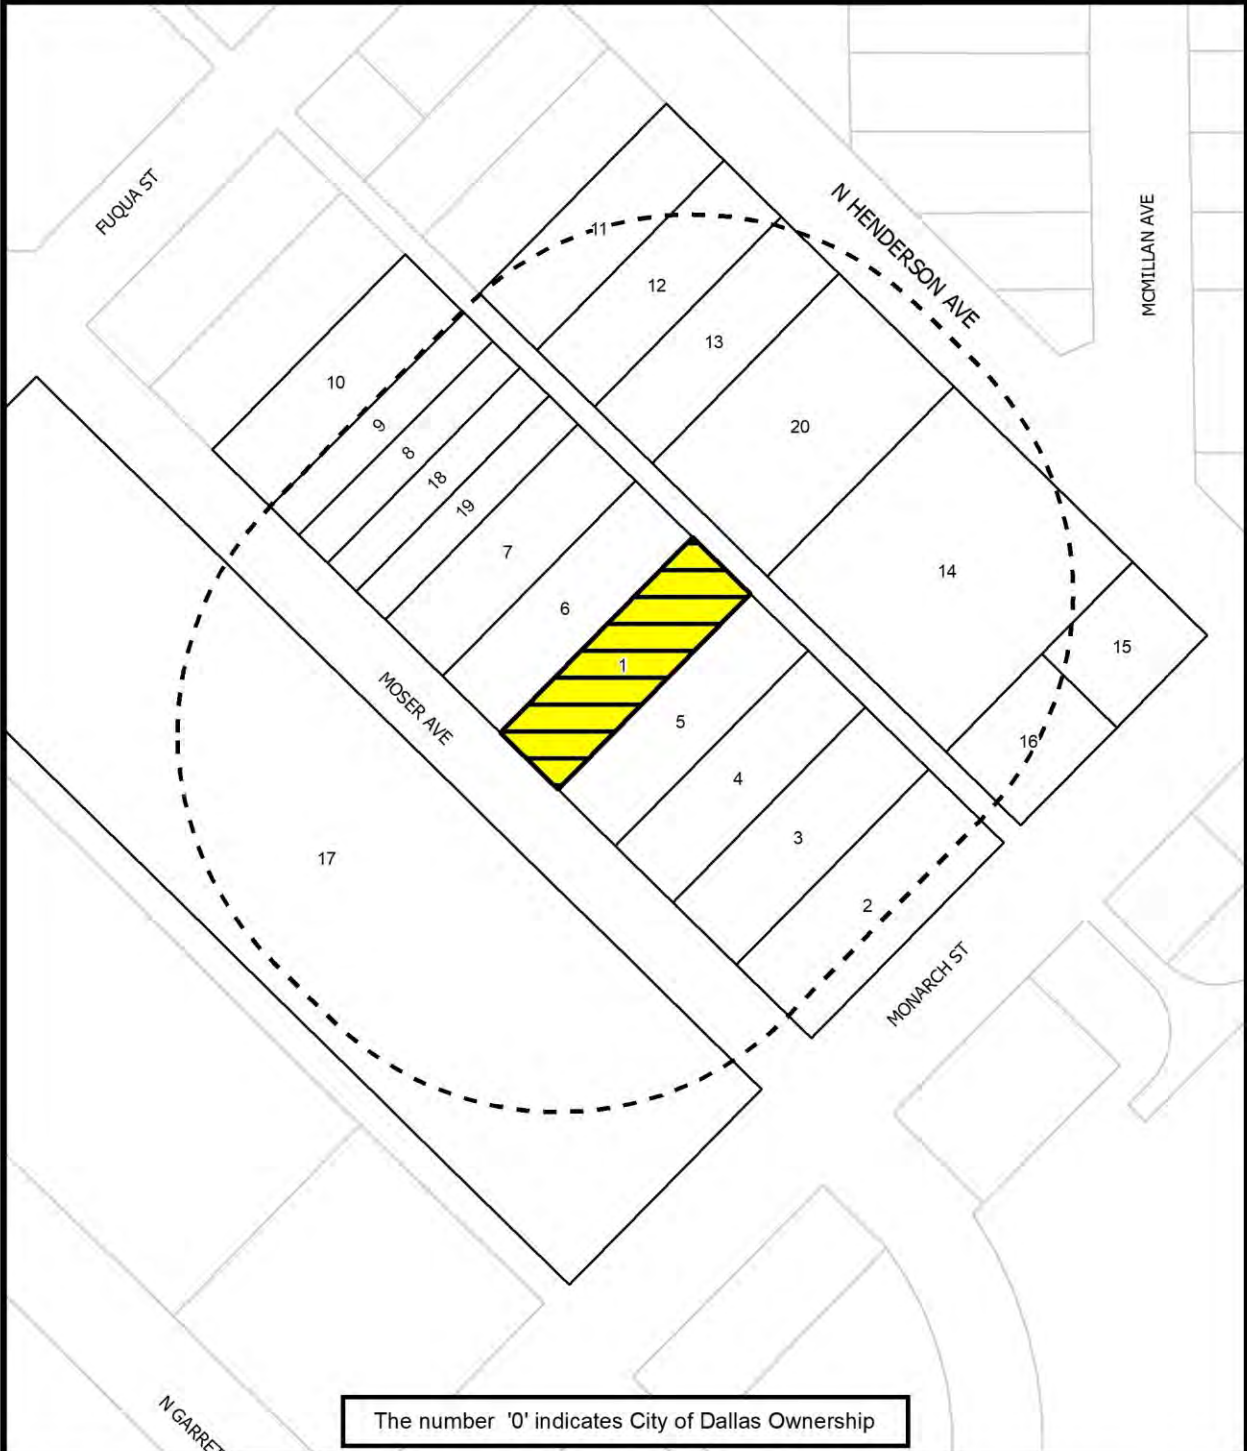 FUQUA ST
N HENDERSON AVE
MCMILLAN AVE
11
12
13
10
20
9
8
18
19
7
14
6
15
1
5
16
MOSER AVE
4
3
17
2
MONARCH ST
N GARRET
The number '0' indicates City of Dallas Ownership